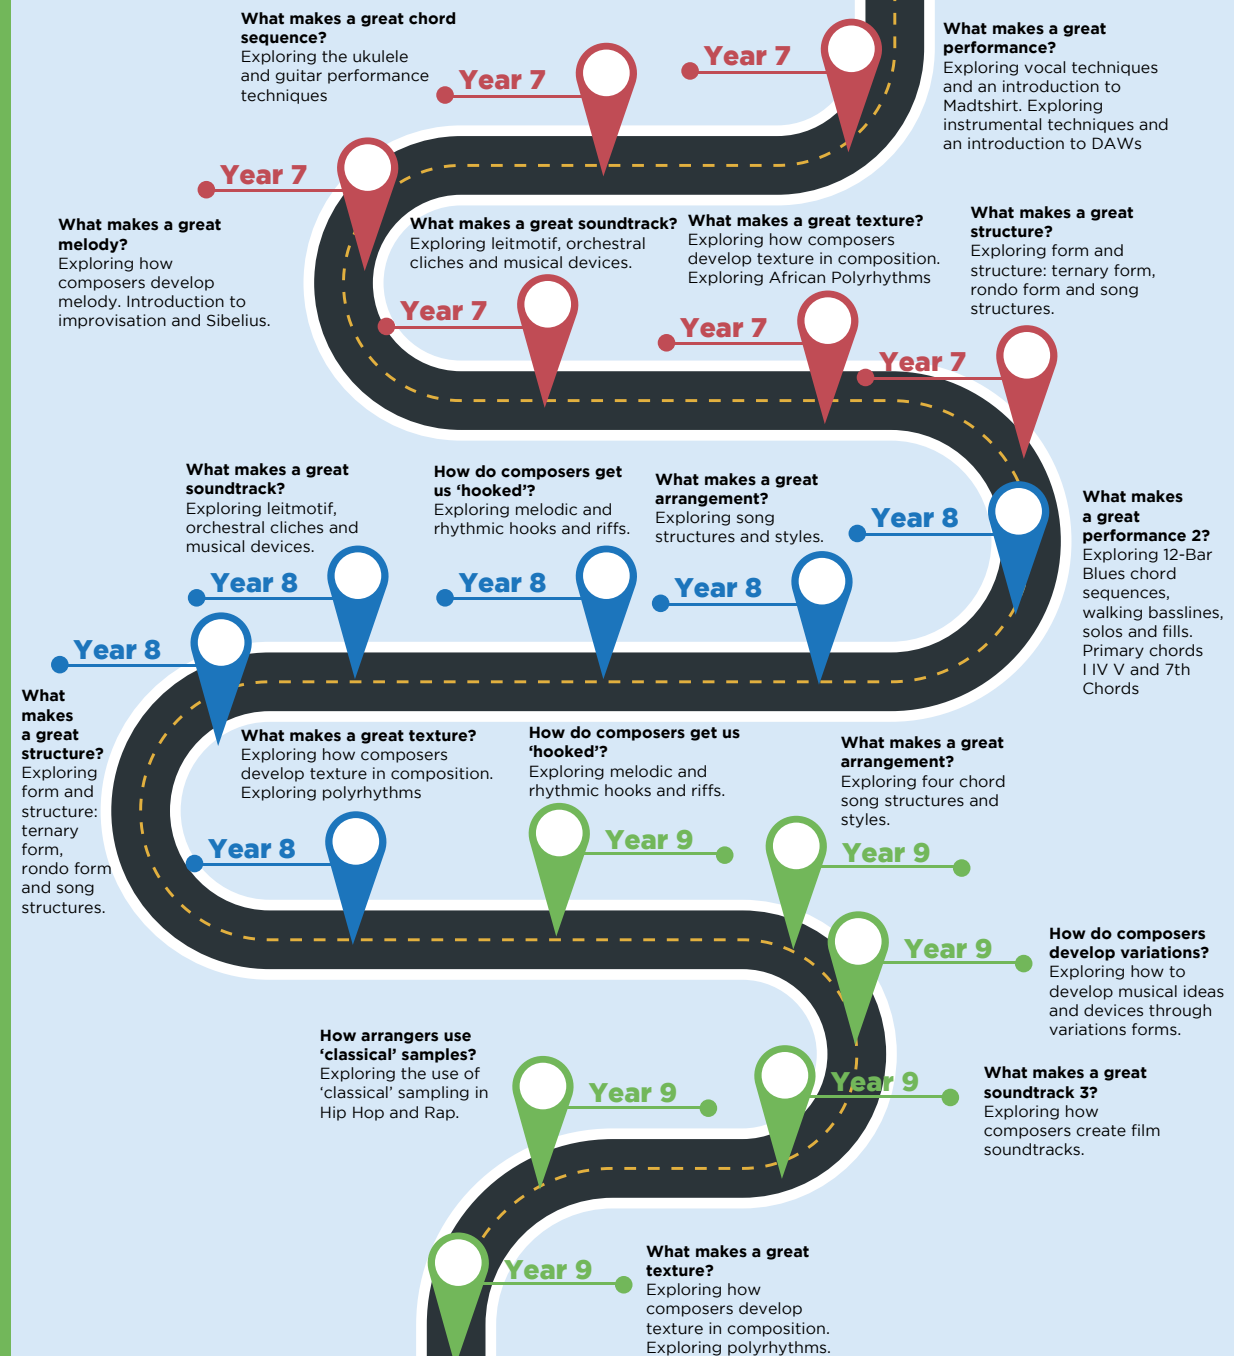 What makes a great chord
sequence?
Exploring the ukulele
and guitar performance
techniques
Year 7
Year 7
What makes a great
performance?
Exploring vocal techniques
and an introduction to
Madtshirt. Exploring
instrumental techniques and
an introduction to DAWs
Year 7
What makes a great
melody?
Exploring how
composers develop
melody. Introduction to
improvisation and Sibelius.
What makes a great soundtrack?
Exploring leitmotif, orchestral
cliches and musical devices.
Year 7
What makes a great texture?
Exploring how composers
develop texture in composition.
Exploring African Polyrhythms
Year 7
What makes a great
structure?
Exploring form and
structure: ternary form,
rondo form and song
structures.
Year 7
What makes a great
soundtrack?
Exploring leitmotif,
orchestral cliches and
musical devices.
Year 8
How do composers get
us ‘hooked’?
Exploring melodic and
rhythmic hooks and riffs.
Year 8
What makes a great
arrangement?
Exploring song
structures and styles.
Year 8
Year 8
What makes
a great
performance 2?
Exploring 12-Bar
Blues chord
sequences,
walking basslines,
solos and fills.
Primary chords
I IV V and 7th
Chords
Year 8
What
makes
a great
structure?
Exploring
form and
structure:
ternary
form,
rondo form
and song
structures.
What makes a great texture?
Exploring how composers
develop texture in composition.
Exploring polyrhythms
Year 8
How do composers get us
‘hooked’?
Exploring melodic and
rhythmic hooks and riffs.
Year 9
What makes a great
arrangement?
Exploring four chord
song structures and
styles.
Year 9
Year 9
How do composers
develop variations?
Exploring how to
develop musical ideas
and devices through
variations forms.
How arrangers use
‘classical’ samples?
Exploring the use of
‘classical’ sampling in
Hip Hop and Rap.
Year 9
Year 9
What makes a great
soundtrack 3?
Exploring how
composers create film
soundtracks.
Year 9
What makes a great
texture?
Exploring how
composers develop
texture in composition.
Exploring polyrhythms.